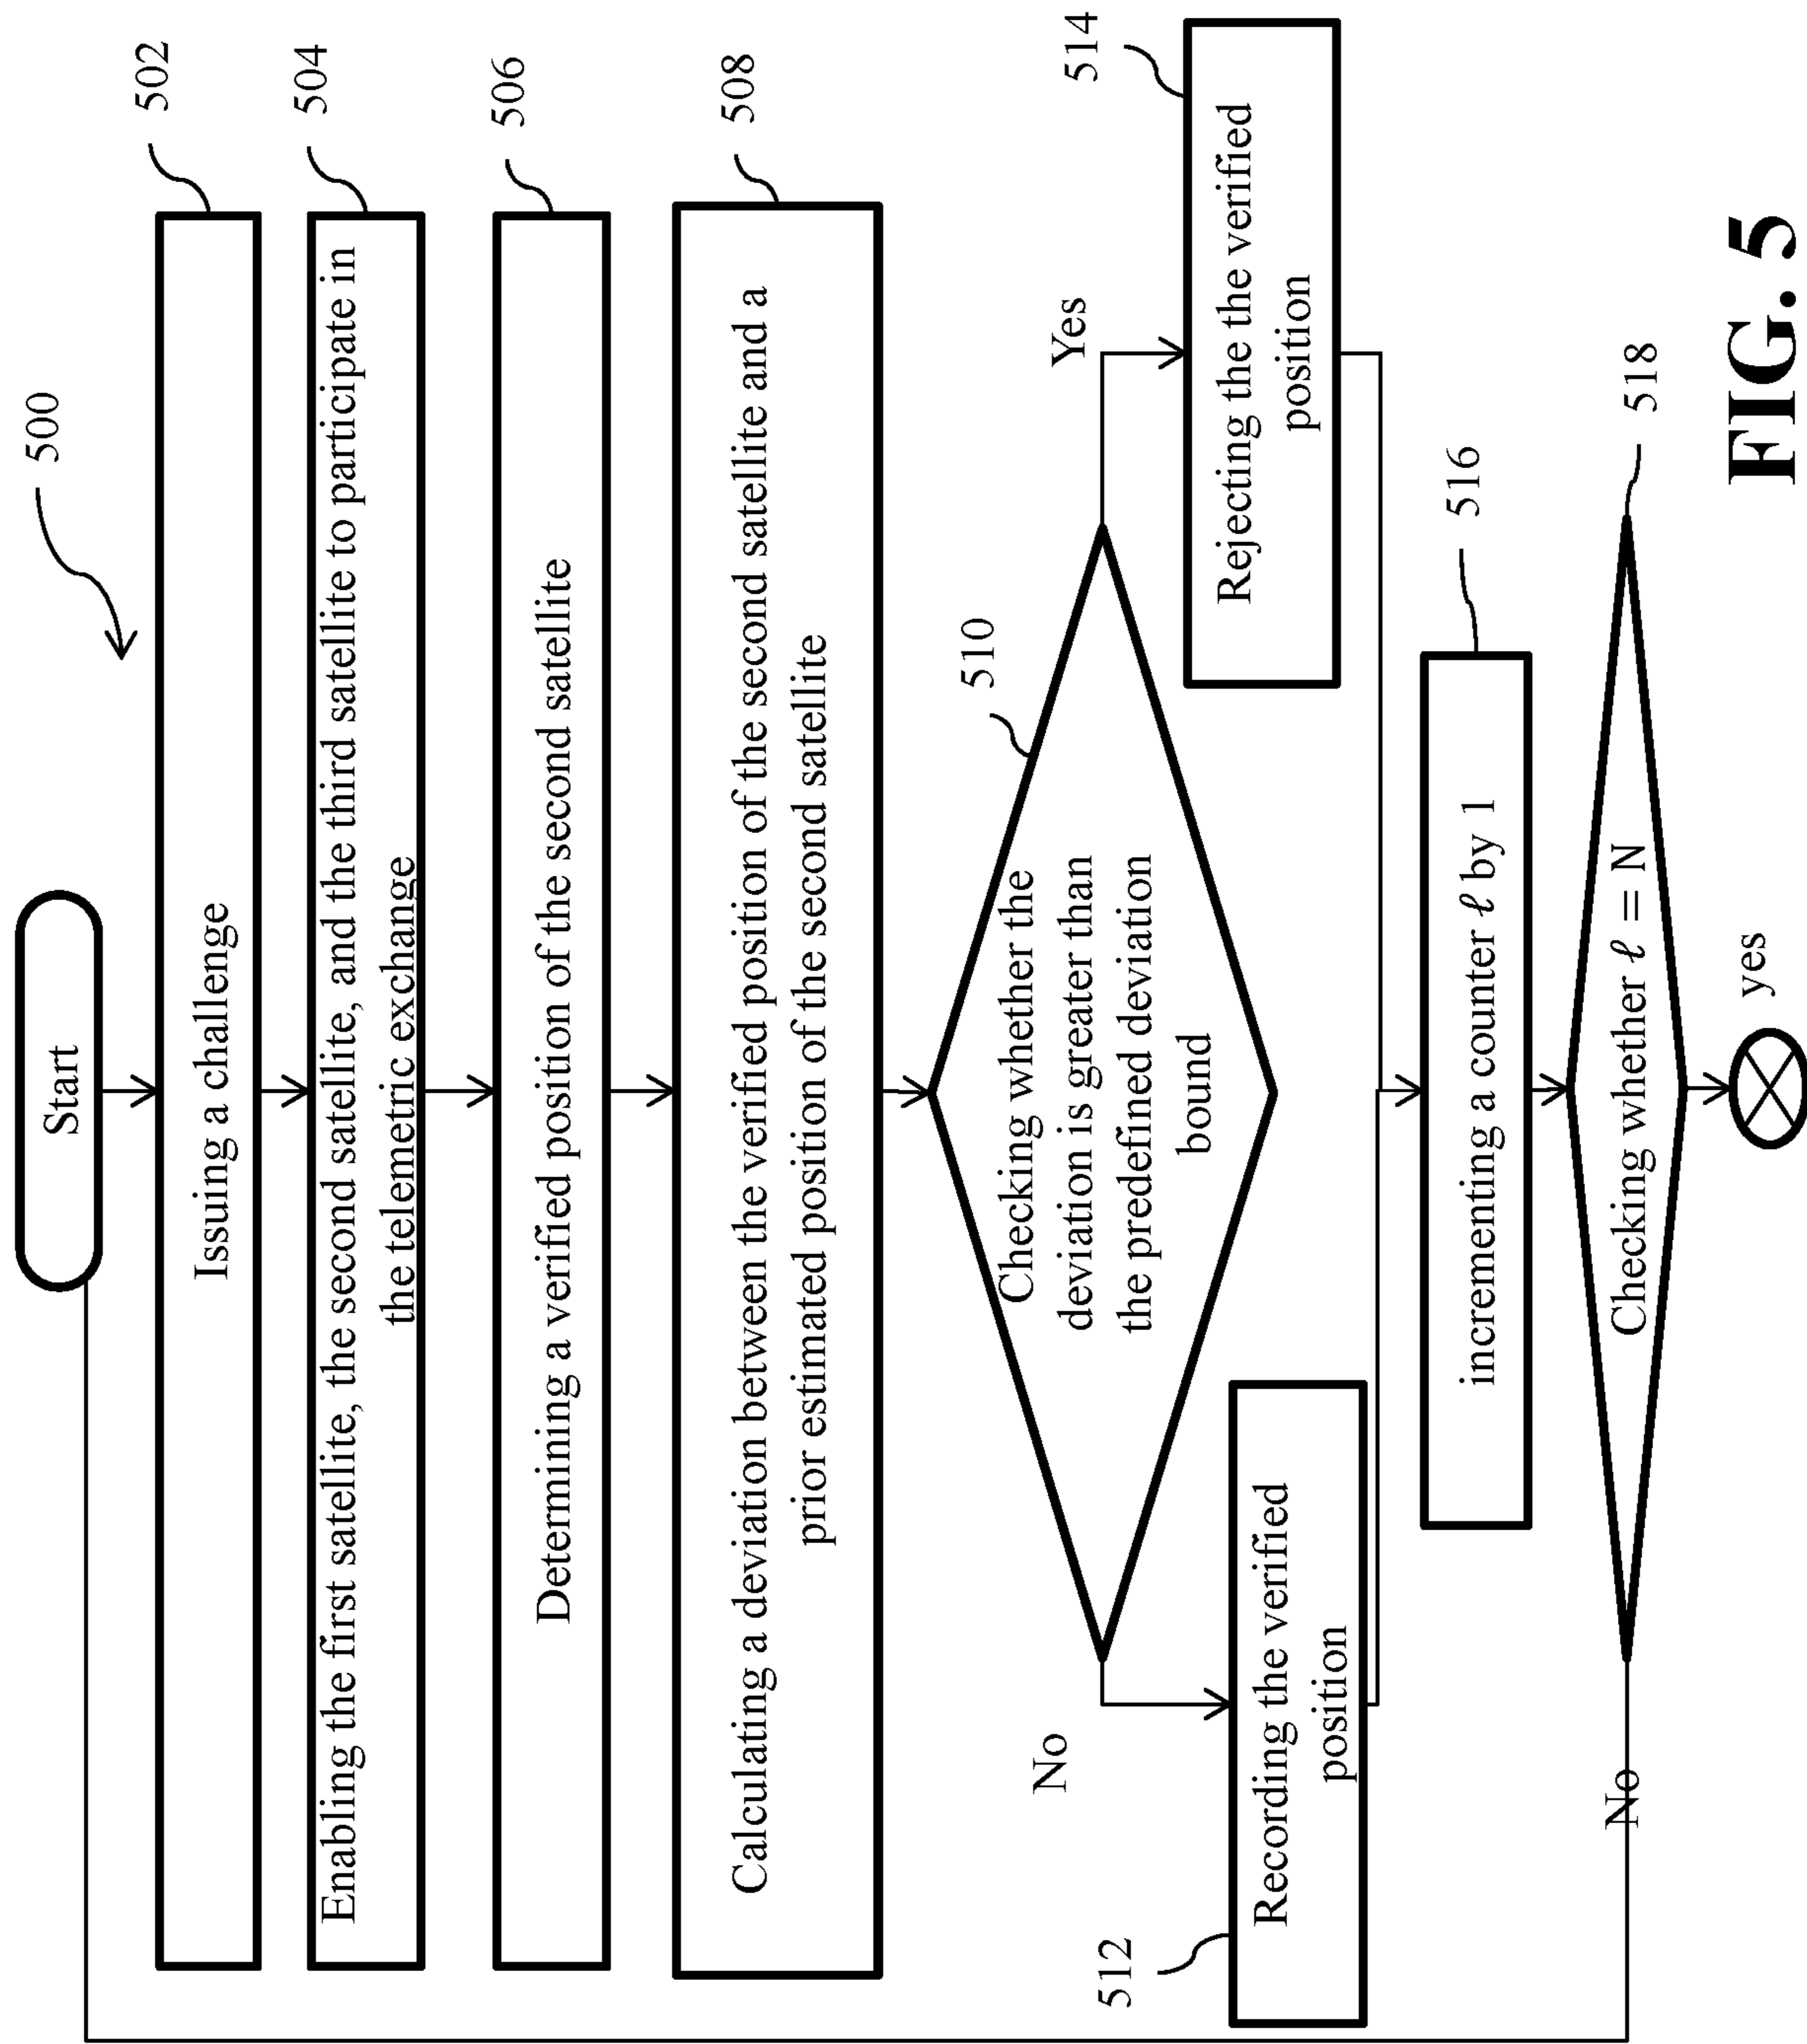 500
Start
502
Issuing a challenge
504
Enabling the first satellite, the second satellite, and the third satellite to participate in
the telemetric exchange
506
Determining a verified position of the second satellite
508
Calculating a deviation between the verified position of the second satellite and a
prior estimated position of the second satellite
510
Checking whether the
deviation is greater than
the predefined deviation
bound
No
Yes
512
Recording the verified
position
514
Rejecting the the verified
position
516
incrementing a counter ℓ by 1
518
Checking whether ℓ = N
No
yes
FIG. 5